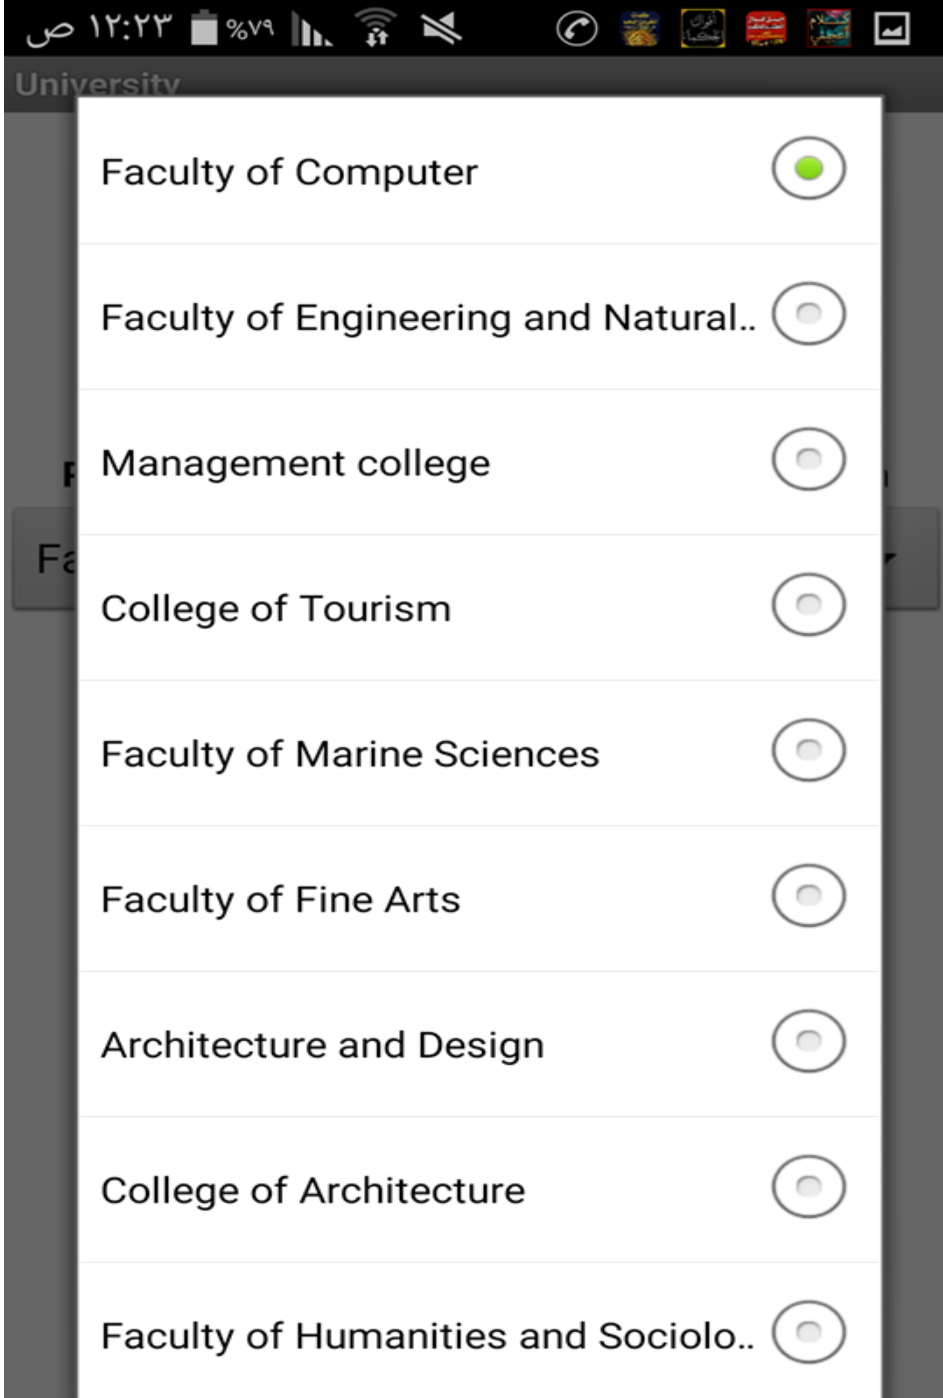 ص ١٢:٢٣ %٧٩
University
Faculty of Computer
Faculty of Engineering and Natural..
Management college
College of Tourism
Faculty of Marine Sciences
Fa
Faculty of Fine Arts
Architecture and Design
College of Architecture
Faculty of Humanities and Sociolo..